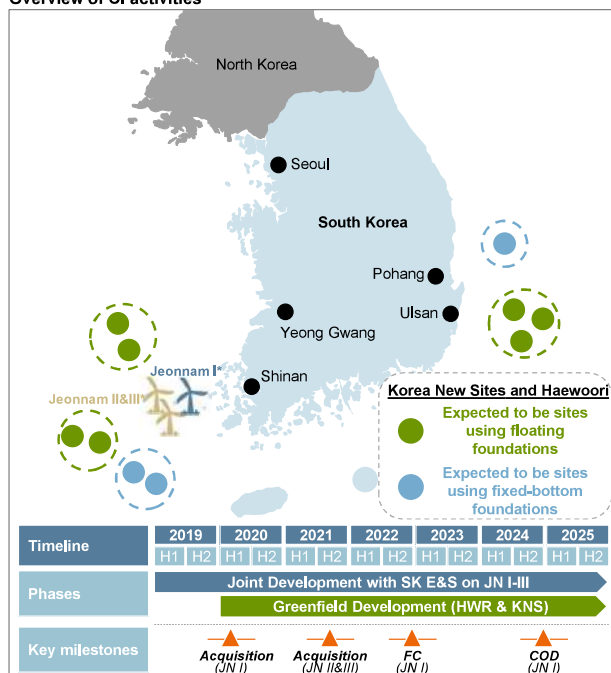 Overview of CI activities
North Korea
Seoul
South Korea
Pohang
Ulsan
Yeong Gwang
Jeonnam I*
Shinan
Jeonnam II&III*
Korea New Sites and Haewoori
Expected to be sites
using floating
foundations
Expected to be sites
using fixed-bottom
foundations
Timeline
2019 2020 2021 2022 2023 2024 2025
H1 H2 H1 H2 H1 H2 H1 H2 H1 H2 H1 H2 H1 H2
Phases
Joint Development with SK E&S on JN I-III
Greenfield Development (HWR & KNS)
Key milestones
Acquisition Acquisition FC COD
(JN I) (JN II&III) (JN I) (JN I)